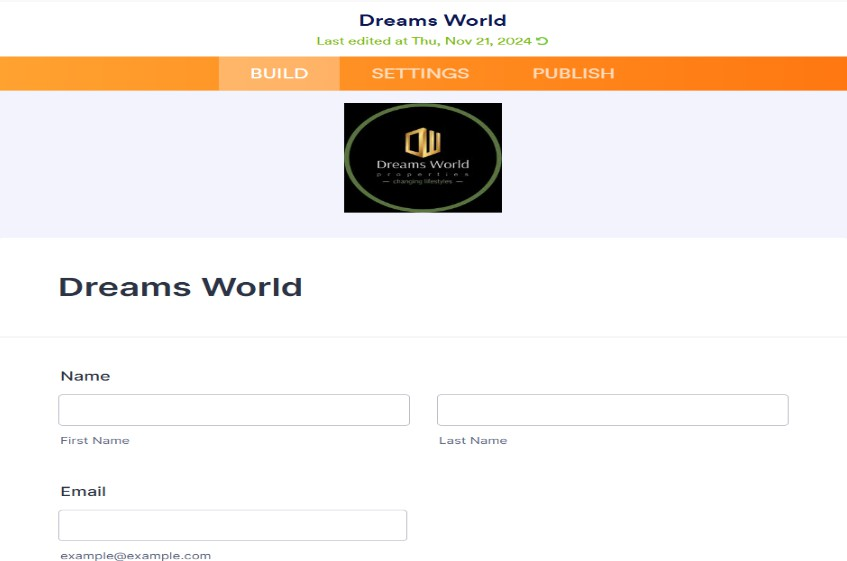 Dreams World
Last edited at Thu, Nov 21, 2024
BUILD SETTINGS PUBLISH
Dreams World
properties
— changing lifestyles —
Dreams World
Name
First Name Last Name
Email
example@example.com